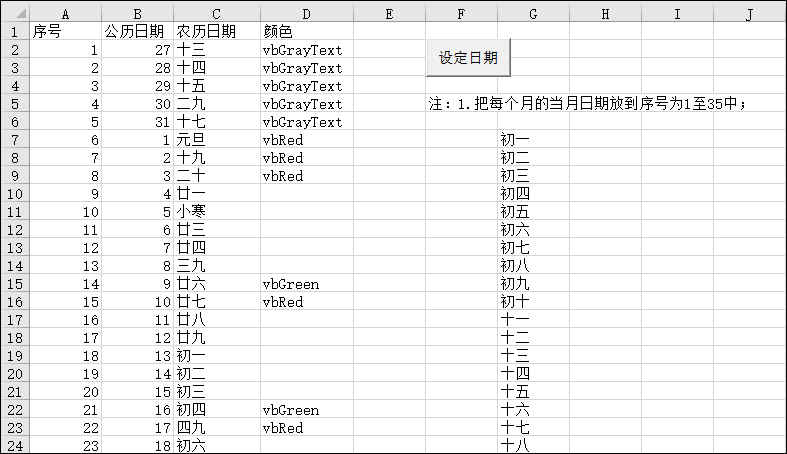 A B C D E F G H I J
1 序号 公历日期 农历日期 颜色
2 1 27 十三 vbGrayText
设定日期
3 2 28 十四 vbGrayText
4 3 29 十五 vbGrayText
5 4 30 二九 vbGrayText 注：1.把每个月的当月日期放到序号为1至35中；
6 5 31 十七 vbGrayText
7 6 1 元旦 vbRed 初一
8 7 2 十九 vbRed 初二
9 8 3 二十 vbRed 初三
10 9 4 廿一 初四
11 10 5 小寒 初五
12 11 6 廿三 初六
13 12 7 廿四 初七
14 13 8 三九 初八
15 14 9 廿六 vbGreen 初九
16 15 10 廿七 vbRed 初十
17 16 11 廿八 十一
18 17 12 廿九 十二
19 18 13 初一 十三
20 19 14 初二 十四
21 20 15 初三 十五
22 21 16 初四 vbGreen 十六
23 22 17 四九 vbRed 十七
24 23 18 初六 十八